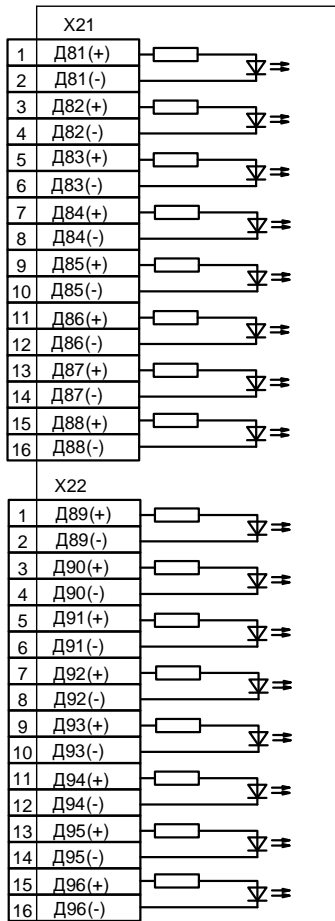 X21
1 Д81(+)
2 Д81(-)
3 Д82(+)
4 Д82(-)
5 Д83(+)
6 Д83(-)
7 Д84(+)
8 Д84(-)
9 Д85(+)
10 Д85(-)
11 Д86(+)
12 Д86(-)
13 Д87(+)
14 Д87(-)
15 Д88(+)
16 Д88(-)
X22
1 Д89(+)
2 Д89(-)
3 Д90(+)
4 Д90(-)
5 Д91(+)
6 Д91(-)
7 Д92(+)
8 Д92(-)
9 Д93(+)
10 Д93(-)
11 Д94(+)
12 Д94(-)
13 Д95(+)
14 Д95(-)
15 Д96(+)
16 Д96(-)